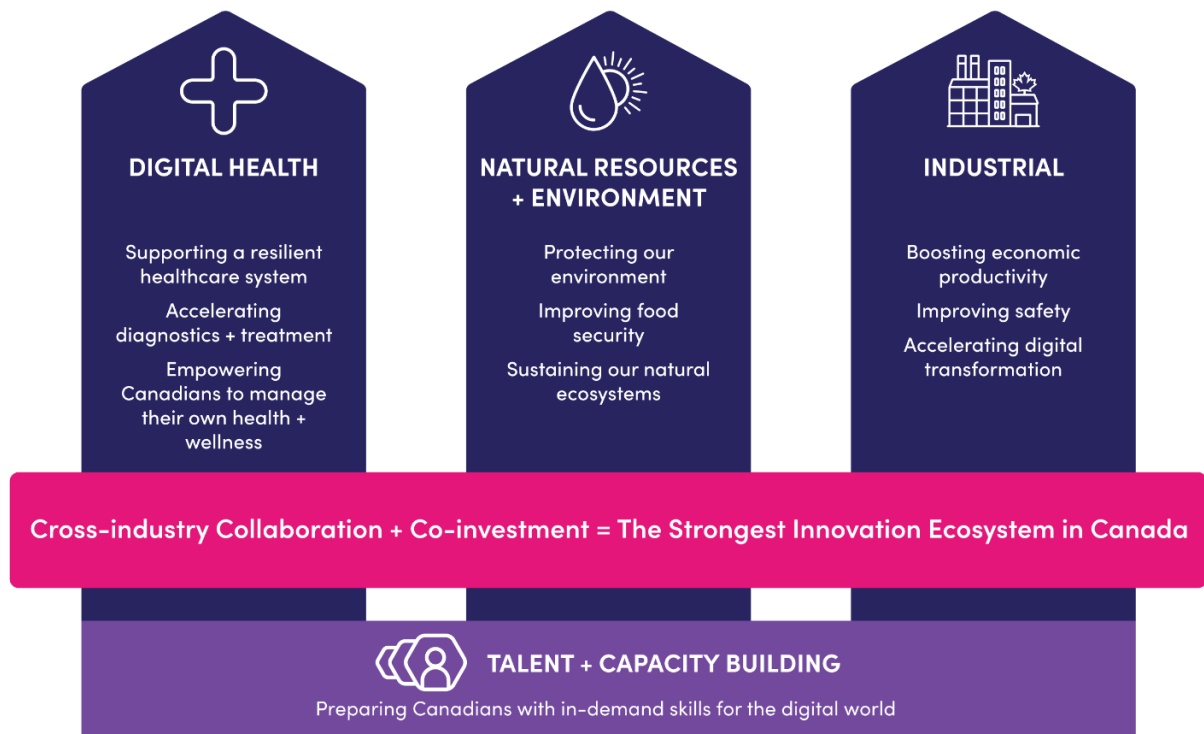 DIGITAL HEALTH
Supporting a resilient
healthcare system
Accelerating
diagnostics + treatment
Empowering
Canadians to manage
their own health +
wellness
NATURAL RESOURCES
+ ENVIRONMENT
Protecting our
environment
Improving food
security
Sustaining our natural
ecosystems
INDUSTRIAL
Boosting economic
productivity
Improving safety
Accelerating digital
transformation
Cross-industry Collaboration + Co-investment = The Strongest Innovation Ecosystem in Canada
TALENT + CAPACITY BUILDING
Preparing Canadians with in-demand skills for the digital world